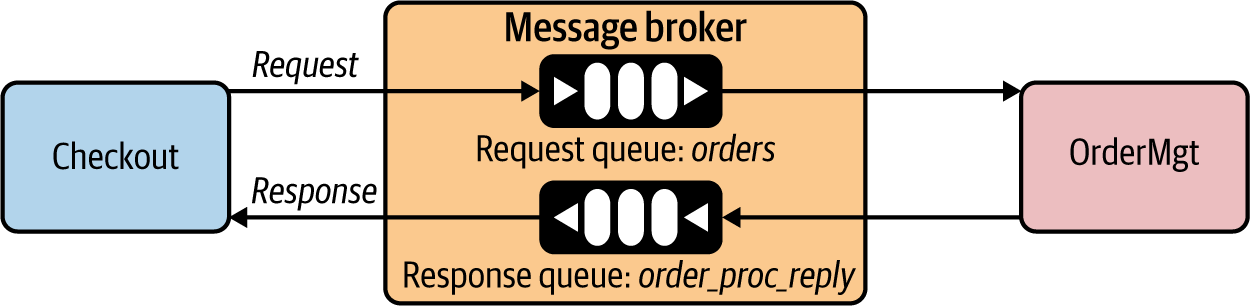 Message broker
Request
Checkout
Request queue: orders
OrderMgt
Response
Response queue: order_proc_reply